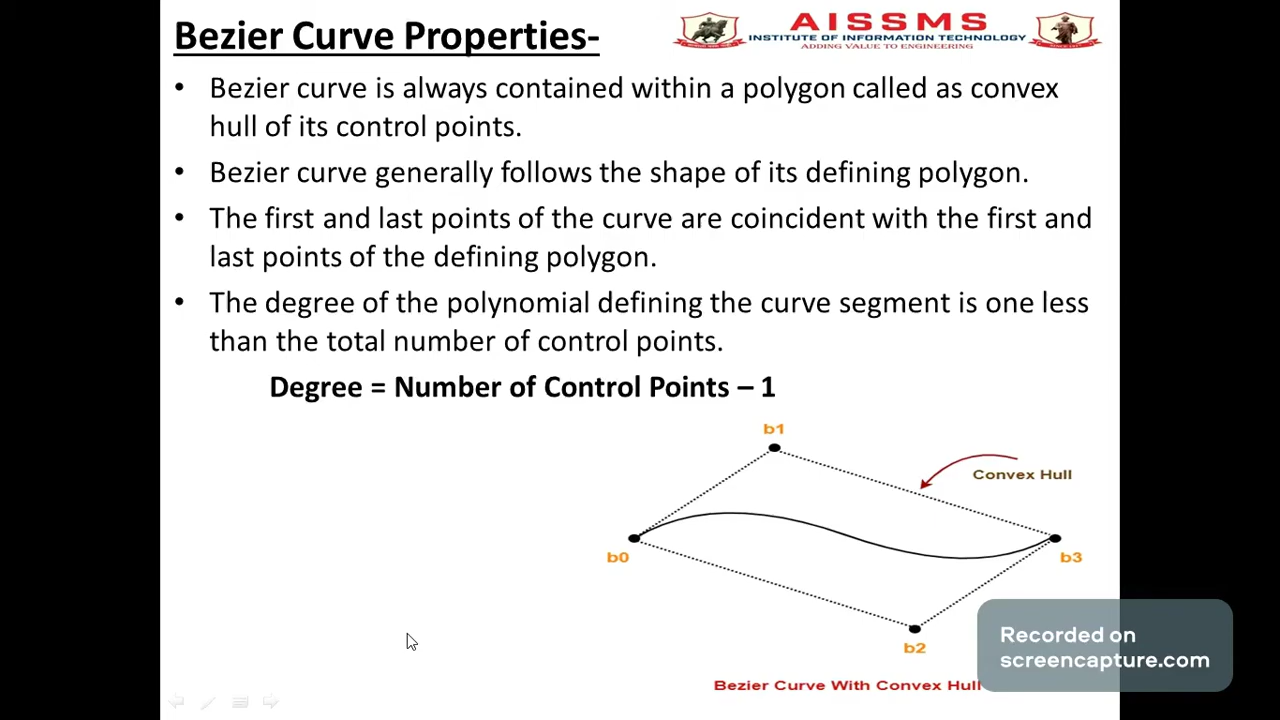 Bezier Curve Properties-
AISSMS
INSTITUTE OF INFORMATION TECHNOLOGY
ADDING VALUE TO ENGINEERING
• Bezier curve is always contained within a polygon called as convex
hull of its control points.
• Bezier curve generally follows the shape of its defining polygon.
• The first and last points of the curve are coincident with the first and
last points of the defining polygon.
• The degree of the polynomial defining the curve segment is one less
than the total number of control points.
Degree = Number of Control Points – 1
b1
Convex Hull
b0
b3
b2
Bezier Curve With Convex Hull
Recorded on
screencapture.com